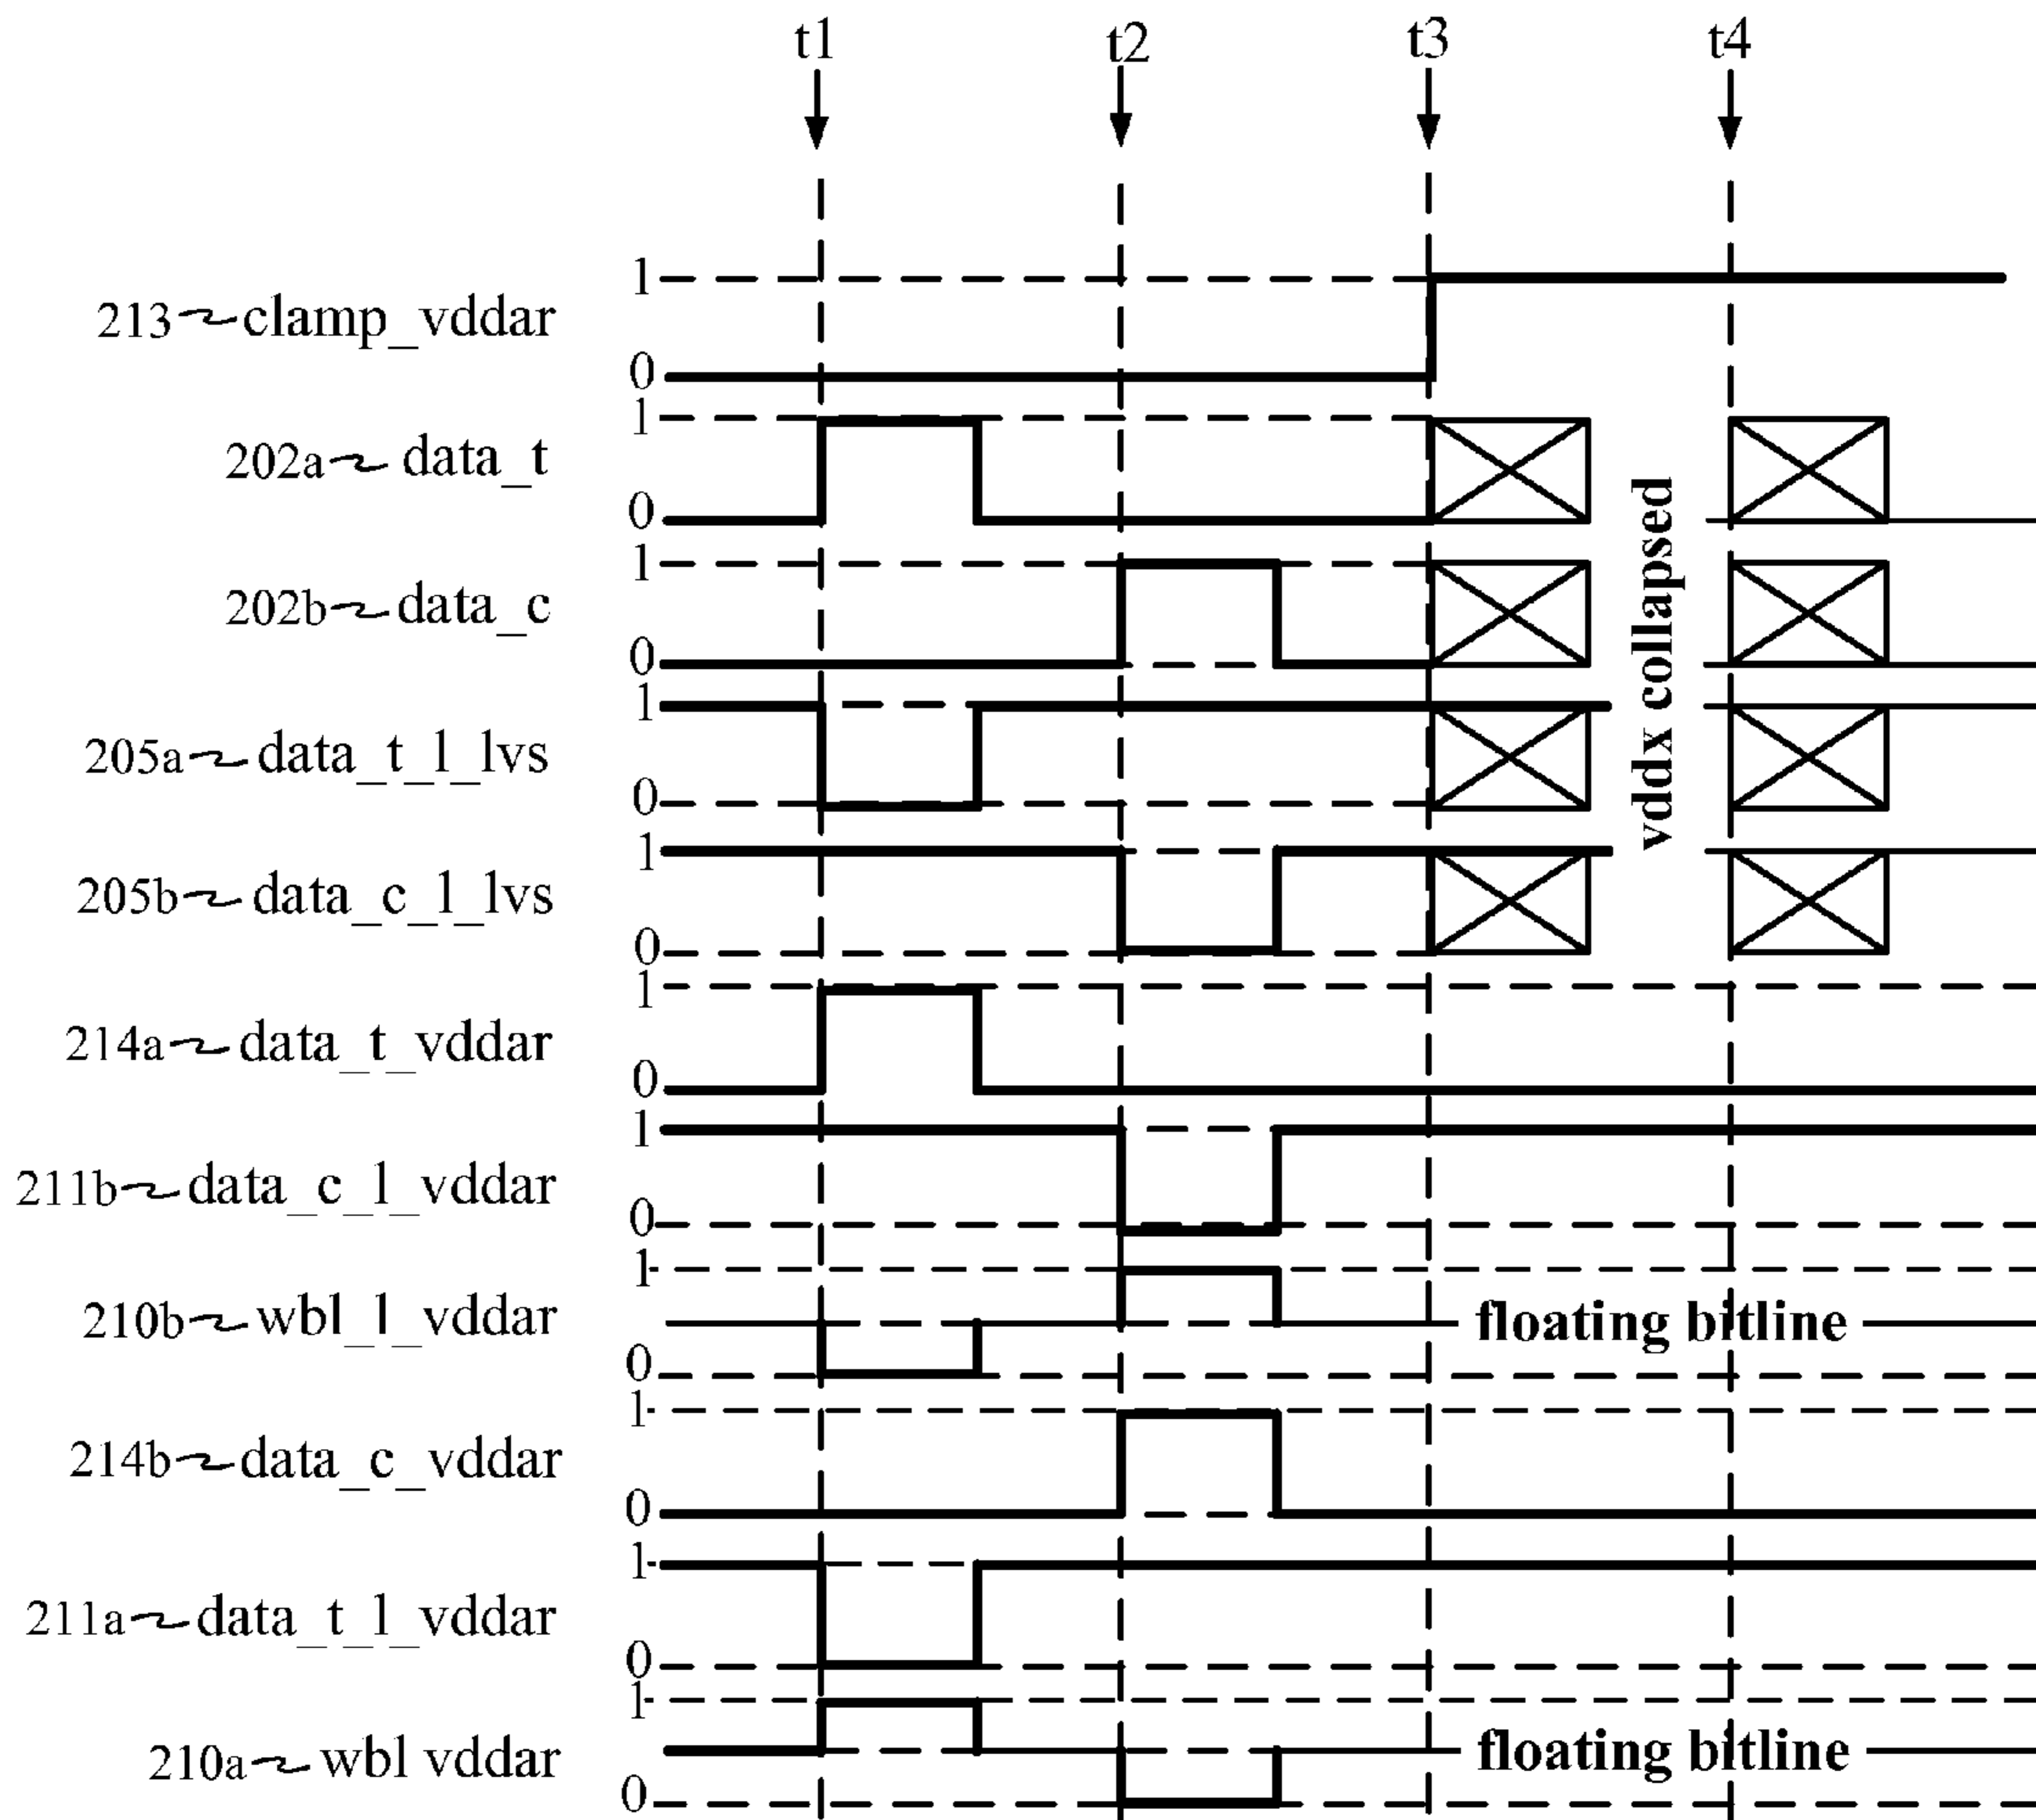 t1 t2 t3 t4
1
213 clamp_vddar
0
1
202a data_t
0
1
202b data_c
0
vddx collapsed
1
205a data_t_l_lvs
0
1
205b data_c_l_lvs
0
1
214a data_t_vddar
0
1
211b data_c_l_vddar
0
1
210b wbl_l_vddar floating bitline
0
1
214b data_c_vddar
0
1
211a data_t_l_vddar
0
1
210a wbl vddar floating bitline
0